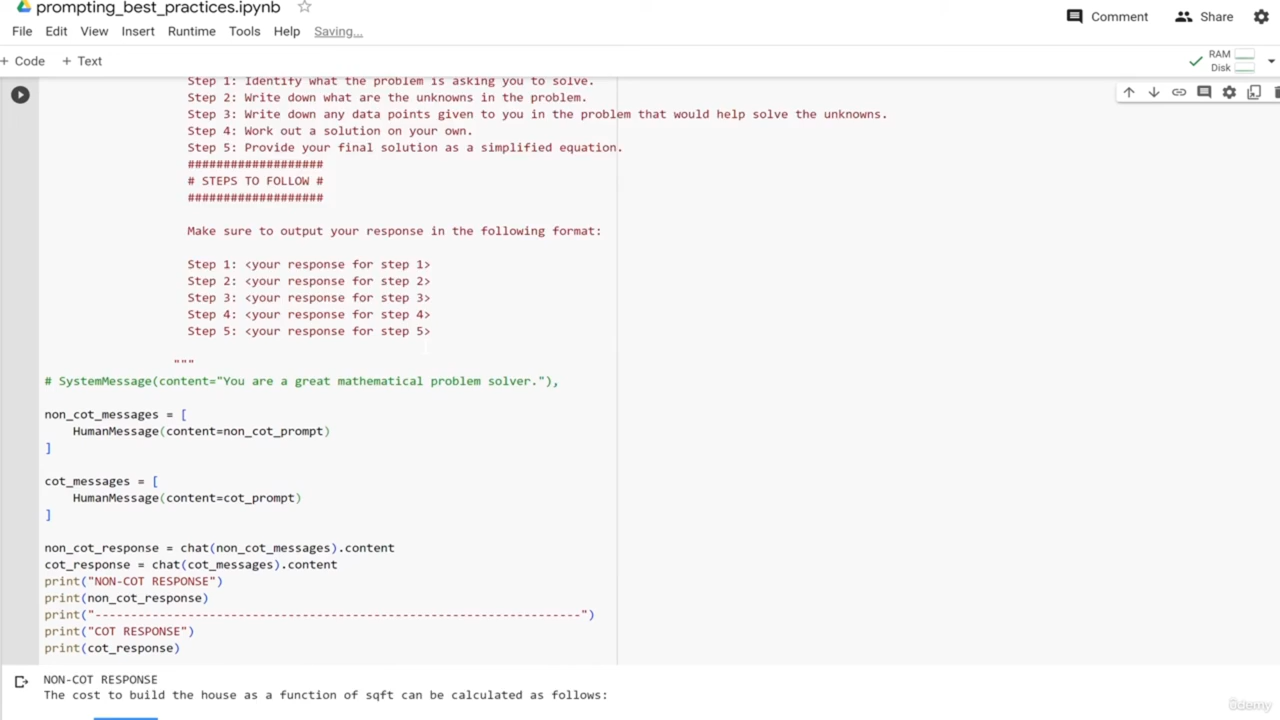 prompting_best_practices.ipynb
Comment
Share
File Edit View Insert Runtime Tools Help Saving...
+ Code + Text
RAM
Disk
Step 1: Identify what the problem is asking you to solve.
Step 2: Write down what are the unknowns in the problem.
Step 3: Write down any data points given to you in the problem that would help solve the unknowns.
Step 4: Work out a solution on your own.
Step 5: Provide your final solution as a simplified equation.
###################
# STEPS TO FOLLOW #
###################
Make sure to output your response in the following format:
Step 1: <your response for step 1>
Step 2: <your response for step 2>
Step 3: <your response for step 3>
Step 4: <your response for step 4>
Step 5: <your response for step 5>
"""
# SystemMessage(content="You are a great mathematical problem solver."),
non_cot_messages = [
HumanMessage(content=non_cot_prompt)
]
cot_messages = [
HumanMessage(content=cot_prompt)
]
non_cot_response = chat(non_cot_messages).content
cot_response = chat(cot_messages).content
print("NON-COT RESPONSE")
print(non_cot_response)
print("--------------------------------------------------------------------")
print("COT RESPONSE")
print(cot_response)
NON-COT RESPONSE
The cost to build the house as a function of sqft can be calculated as follows:
ûdemy